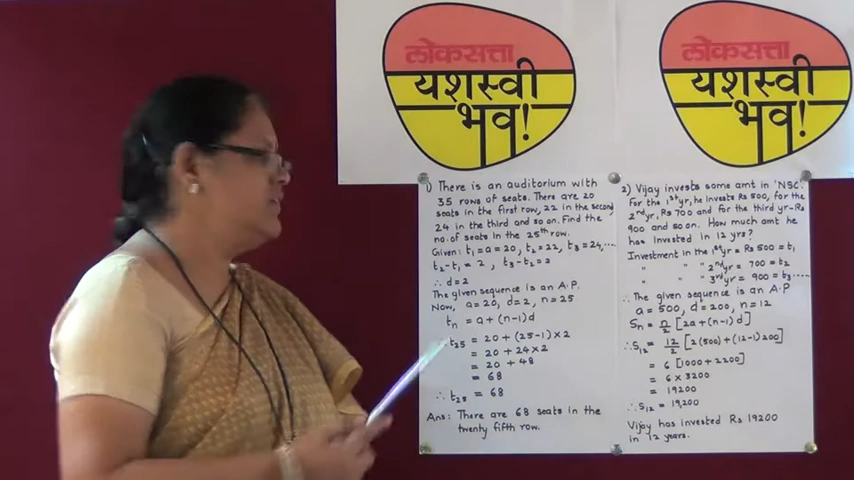 लोकसत्ता
यशस्वी
भव!
लोकसत्ता
यशस्वी
भव!
1) There is an auditorium with
35 rows of seats. There are 20
seats in the first row, 22 in the second,
24 in the third and so on. Find the
no. of seats in the 25th row.
Given: t₁ = a = 20, t₂ = 22, t₃ = 24,....
t₂-t₁ = 2 , t₃-t₂ = 2
∴ d = 2
The given sequence is an A.P.
Now, a = 20, d = 2, n = 25
tₙ = a + (n-1)d
∴ t₂₅ = 20 + (25-1)×2
= 20 + 24×2
= 20 + 48
= 68
∴ t₂₅ = 68
Ans: There are 68 seats in the
twenty fifth row.
2) Vijay invests some amt in 'NSC'.
For the 1st yr, he invests Rs 500, for the
2nd yr, Rs 700 and for the third yr-Rs
900 and so on. How much amt he
has invested in 12 yrs?
Investment in the 1st yr = Rs 500 = t₁
" " " 2nd yr = 700 = t₂
" " " 3rd yr = 900 = t₃....
∴ The given sequence is an A.P
a = 500, d = 200, n = 12
Sₙ = n/2 [2a + (n-1) d]
∴ S₁₂ = 12/2 [2(500) + (12-1) 200]
= 6 [1000 + 2200]
= 6 × 3200
= 19200
∴ S₁₂ = 19,200
Vijay has invested Rs 19200
in 12 years.